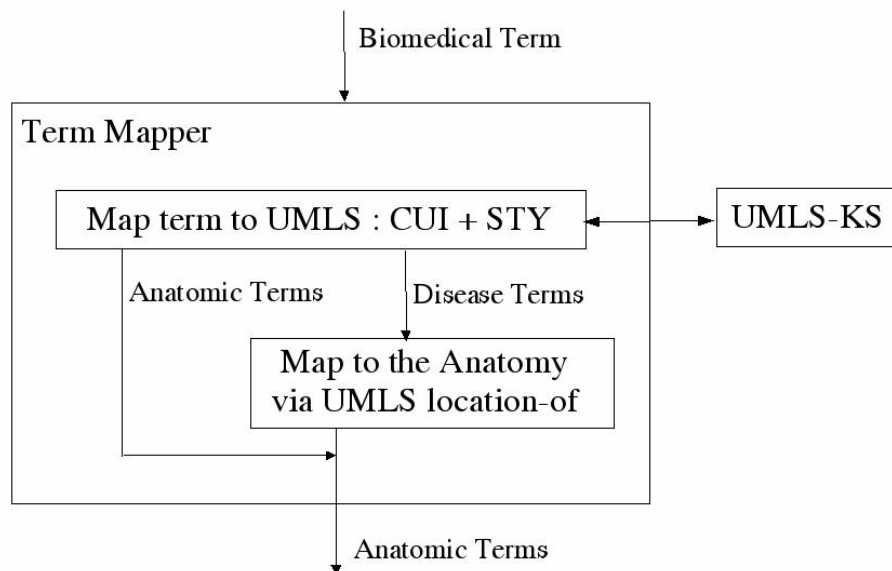 Biomedical Term
Term Mapper
Map term to UMLS : CUI + STY
UMLS-KS
Anatomic Terms
Disease Terms
Map to the Anatomy
via UMLS location-of
Anatomic Terms